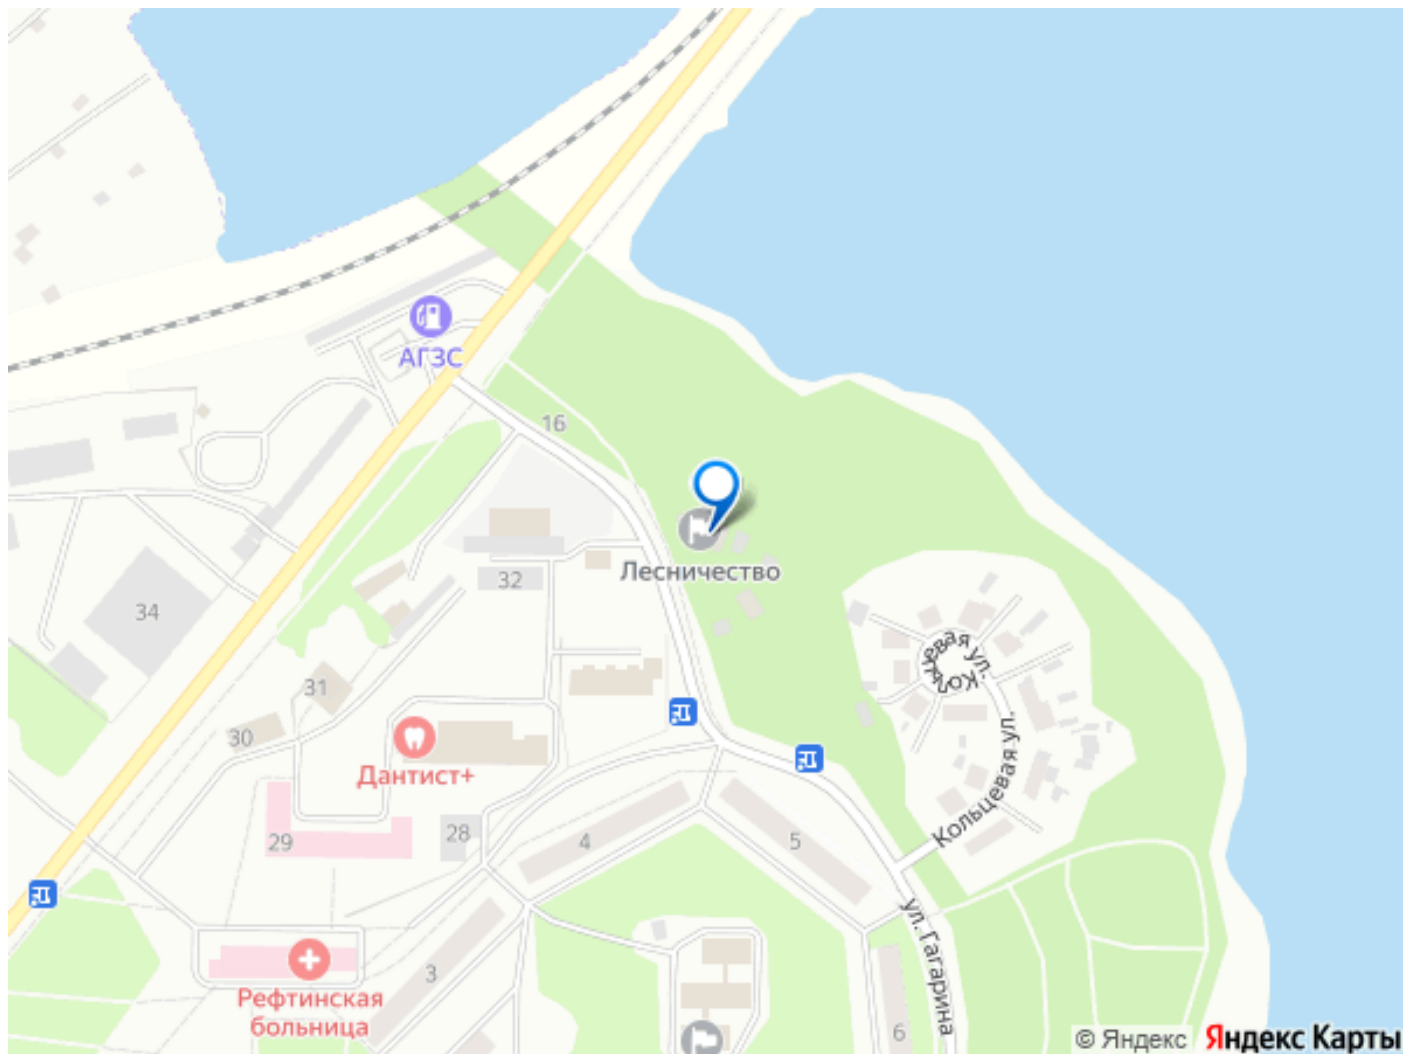 АГЗС
16
Лесничество
32
34
31
30
Дантист+
29
28
4
5
3
6
Рефтинская
больница
Кольцевая ул.
Кольцевая ул.
ул. Гагарина
© Яндекс
Яндекс Карты